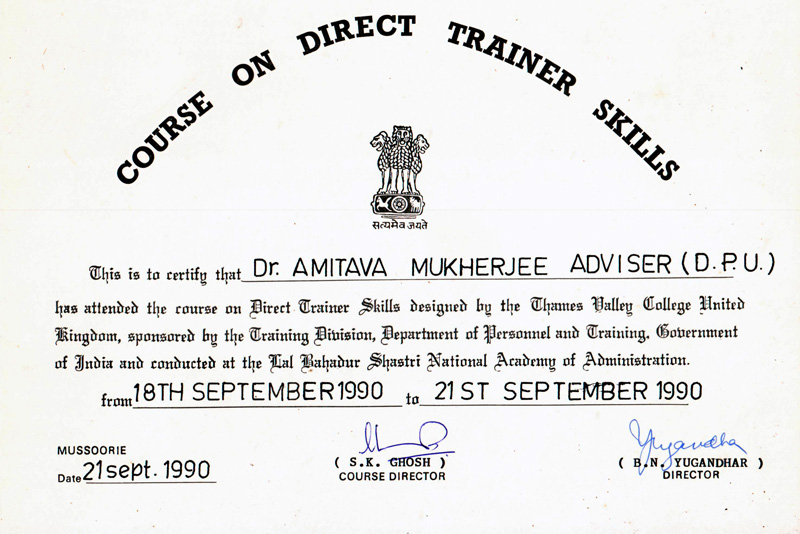 COURSE ON DIRECT TRAINER SKILLS
सत्यमेव जयते
This is to certify that Dr. AMITAVA MUKHERJEE ADVISER (D.P.U.)
has attended the course on Direct Trainer Skills designed by the Thames Valley College United
Kingdom, sponsored by the Training Division, Department of Personnel and Training, Government
of India and conducted at the Lal Bahadur Shastri National Academy of Administration.
from 18TH SEPTEMBER 1990 to 21ST SEPTEMBER 1990
MUSSOORIE
Date 21 sept. 1990
Yugandhar
( S.K. GHOSH )
COURSE DIRECTOR
( B.N. YUGANDHAR )
DIRECTOR